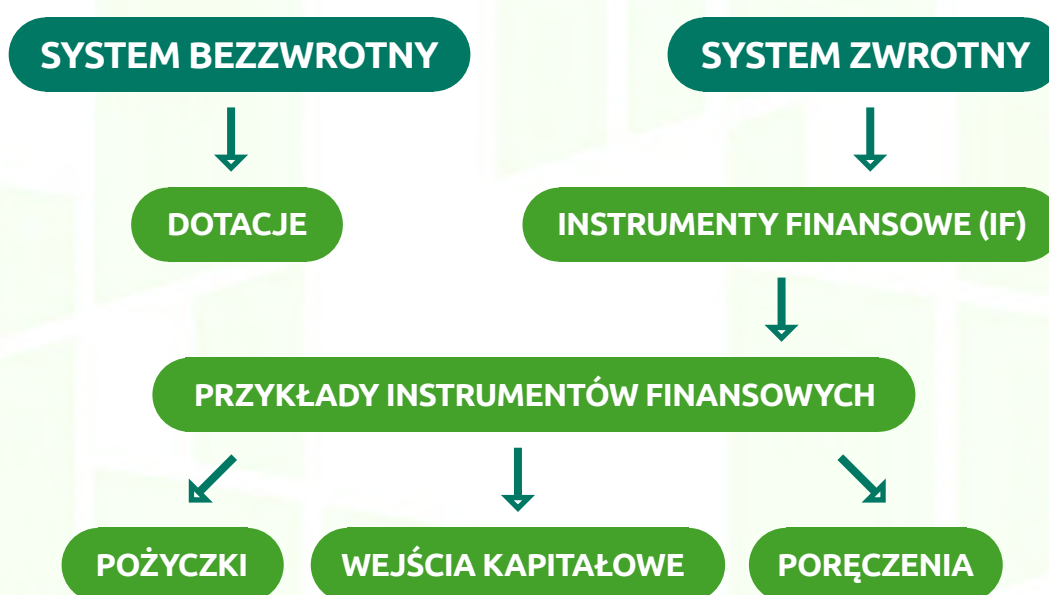 SYSTEM BEZZWROTNY
SYSTEM ZWROTNY
DOTACJE
INSTRUMENTY FINANSOWE (IF)
PRZYKŁADY INSTRUMENTÓW FINANSOWYCH
POŻYCZKI
WEJŚCIA KAPITAŁOWE
PORĘCZENIA